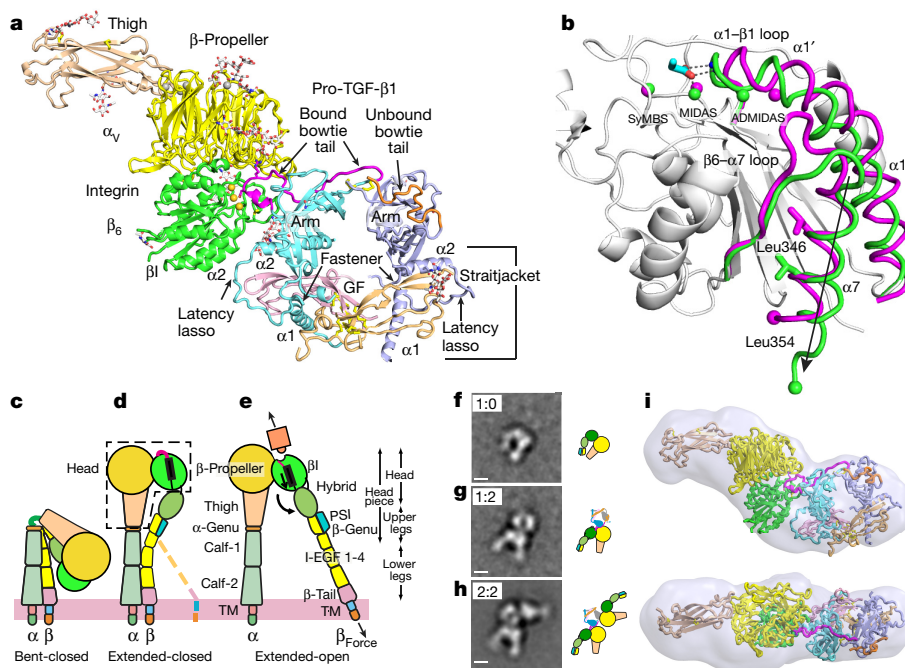 a
Thigh
β-Propeller
Pro-TGF-β1
α
V
Bound
bowtie
tail
Unbound
bowtie
tail
Integrin
β
6
Arm
Arm
βI
α2
α2
Fastener
α2
Straitjacket
GF
Latency
lasso
α1
α1
Latency
lasso
b
α1–β1 loop
α1′
SyMBS
MIDAS
ADMIDAS
β6–α7 loop
α1
Leu346
α7
Leu354
c
d
e
Head
β-Propeller
βI
Hybrid
Head
Head
piece
Thigh
PSI
Upper
legs
α-Genu
β-Genu
Calf-1
I-EGF 1-4
Lower
legs
Calf-2
β-Tail
TM
TM
α
β
α
β
α
β
Force
Bent-closed
Extended-closed
Extended-open
f
1:0
g
1:2
h
2:2
i